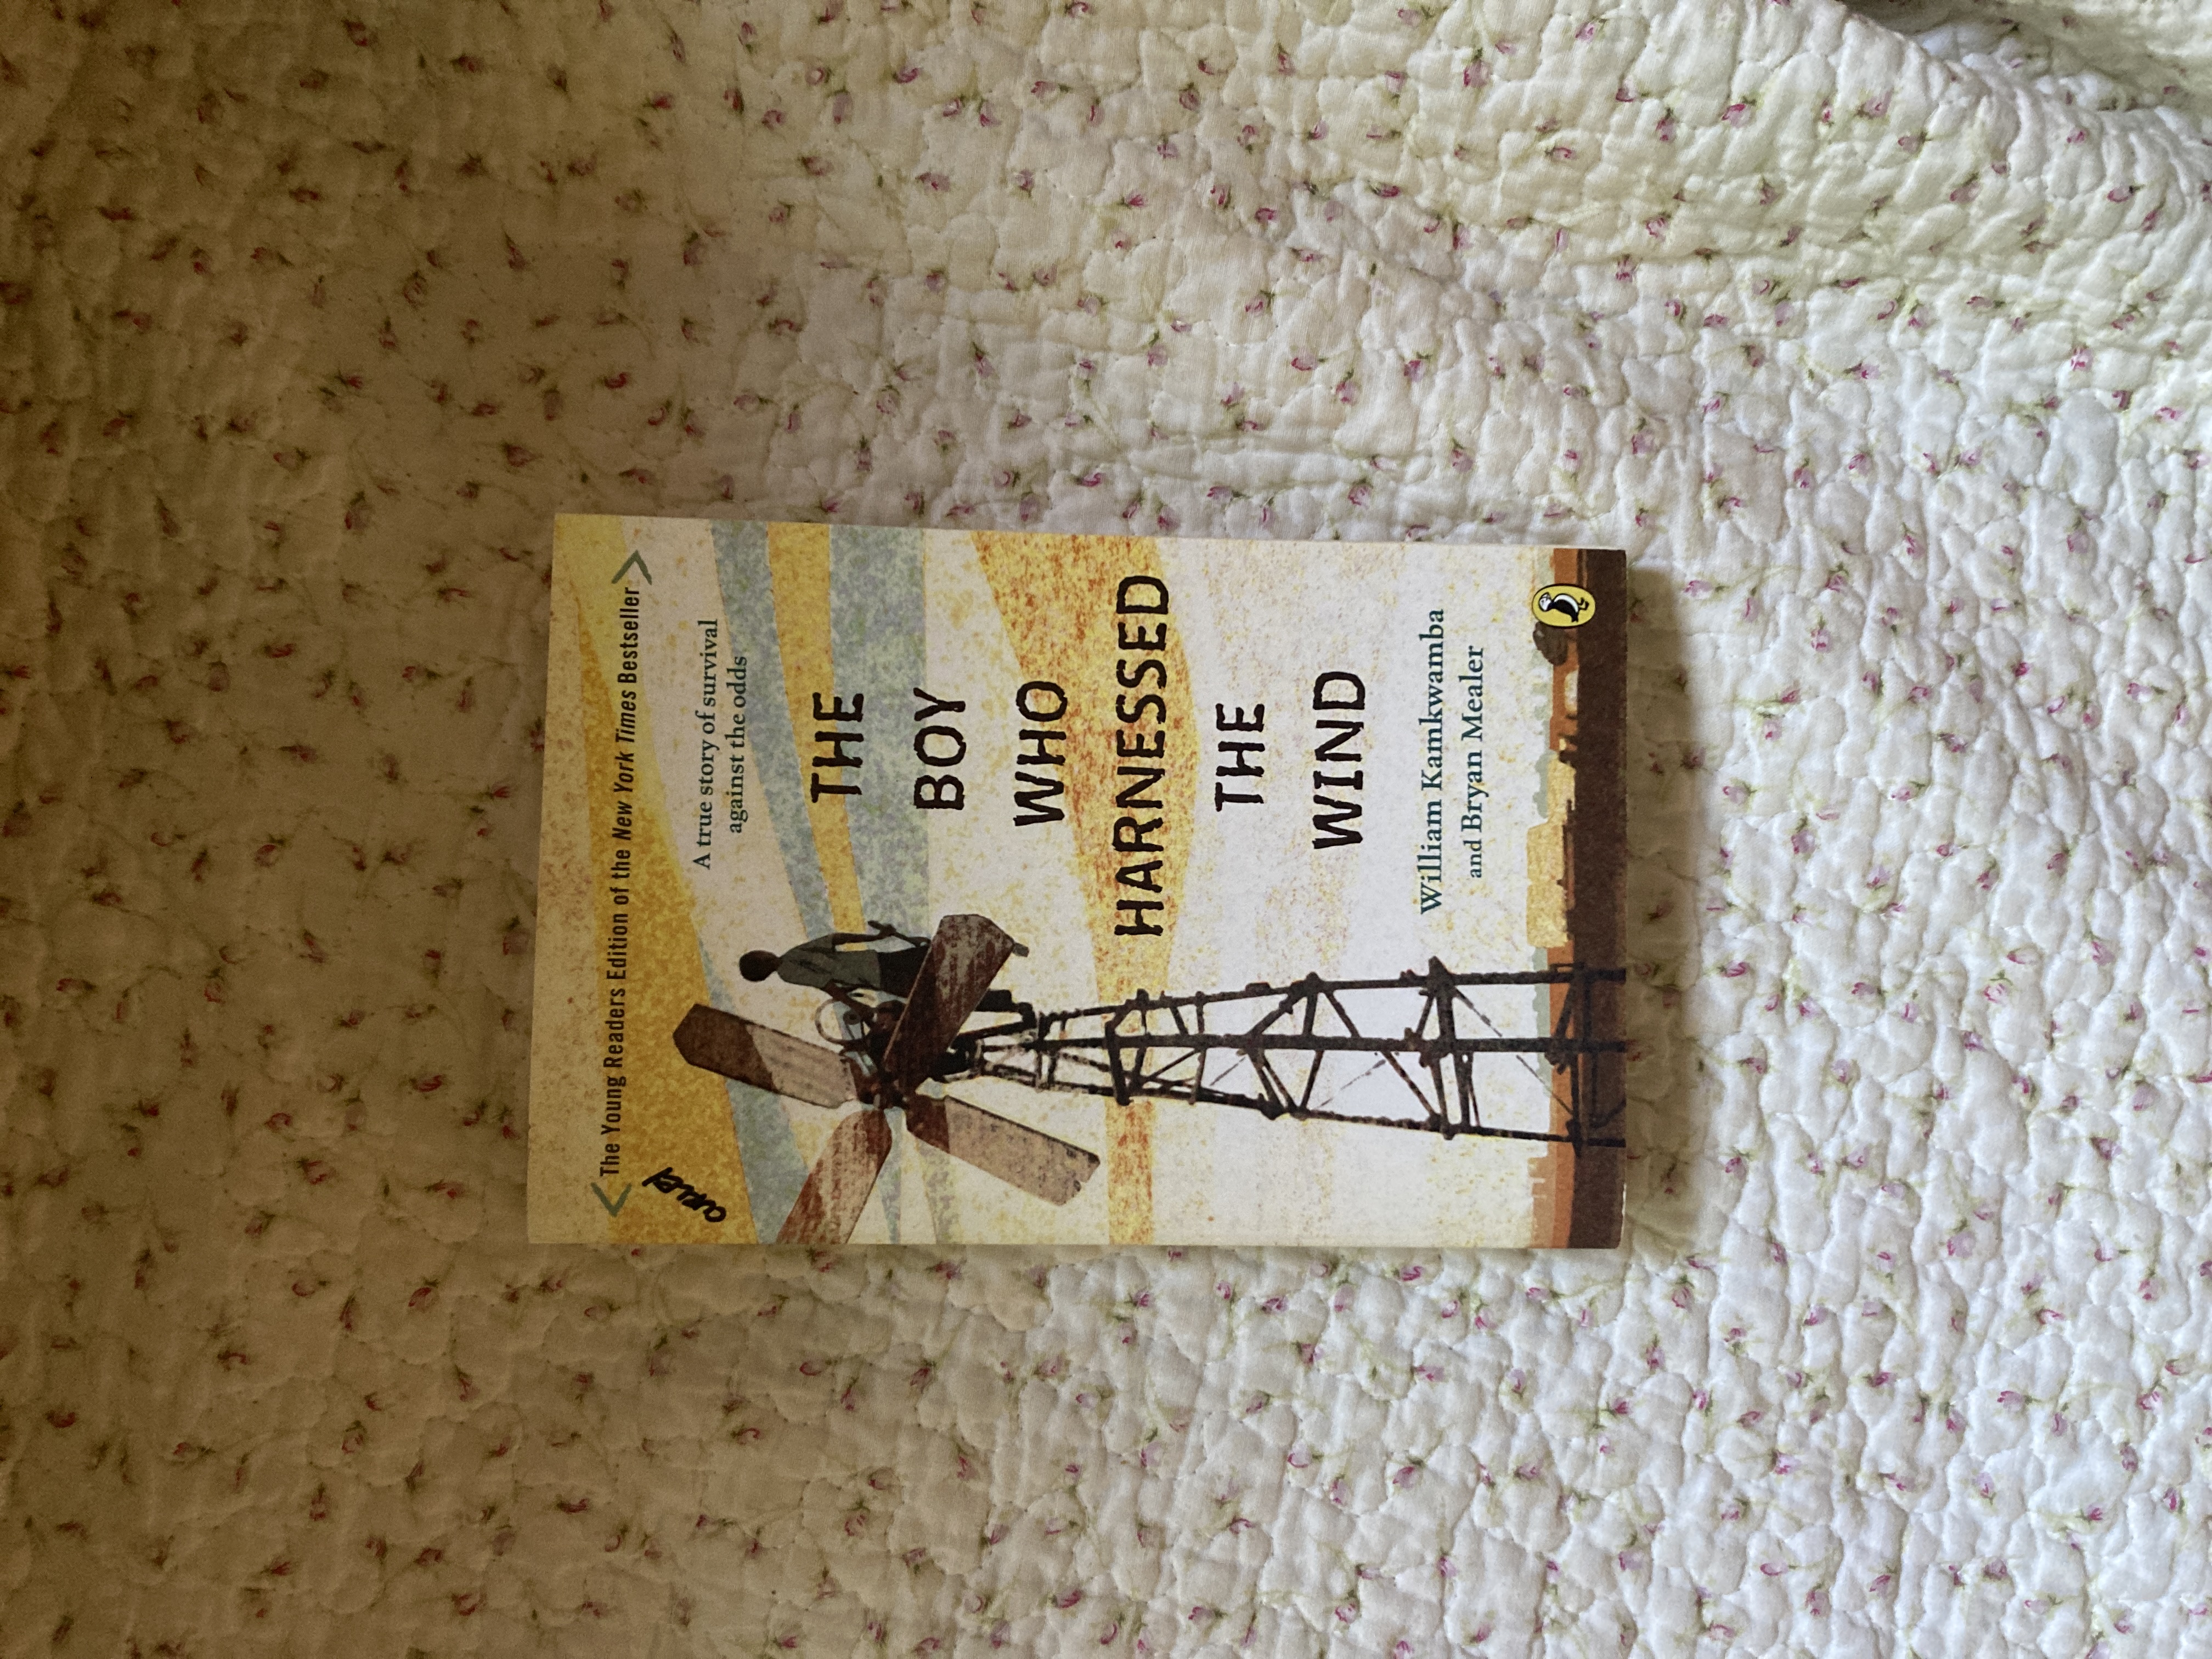 The Young Readers Edition of the New York Times Bestseller
A true story of survival
against the odds
THE
BOY
WHO
HARNESSED
THE
WIND
William Kamkwamba
and Bryan Mealer